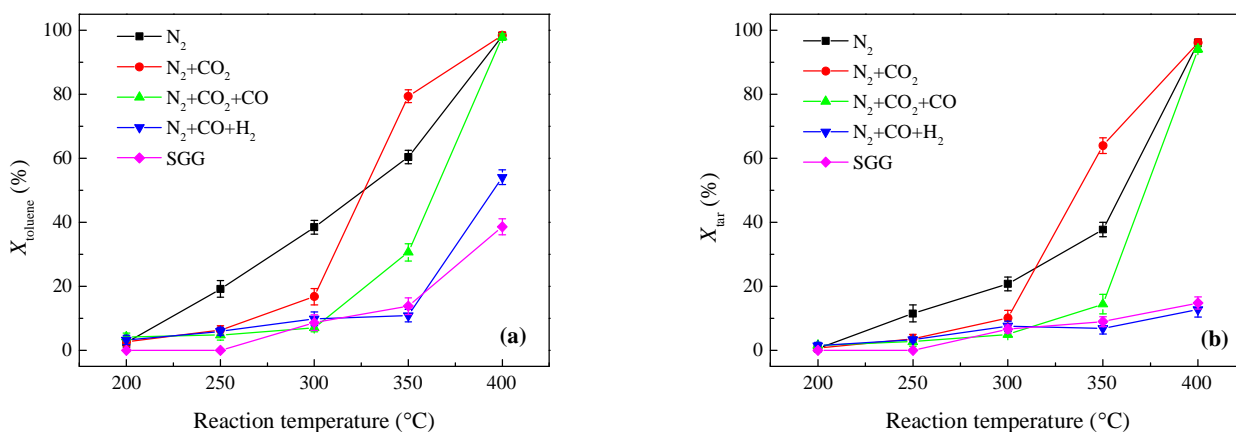 100
80
60
40
20
0
X_toluene (%)
N₂
N₂+CO₂
N₂+CO₂+CO
N₂+CO+H₂
SGG
(a)
200 250 300 350 400
Reaction temperature (°C)
100
80
60
40
20
0
X_tar (%)
N₂
N₂+CO₂
N₂+CO₂+CO
N₂+CO+H₂
SGG
(b)
200 250 300 350 400
Reaction temperature (°C)